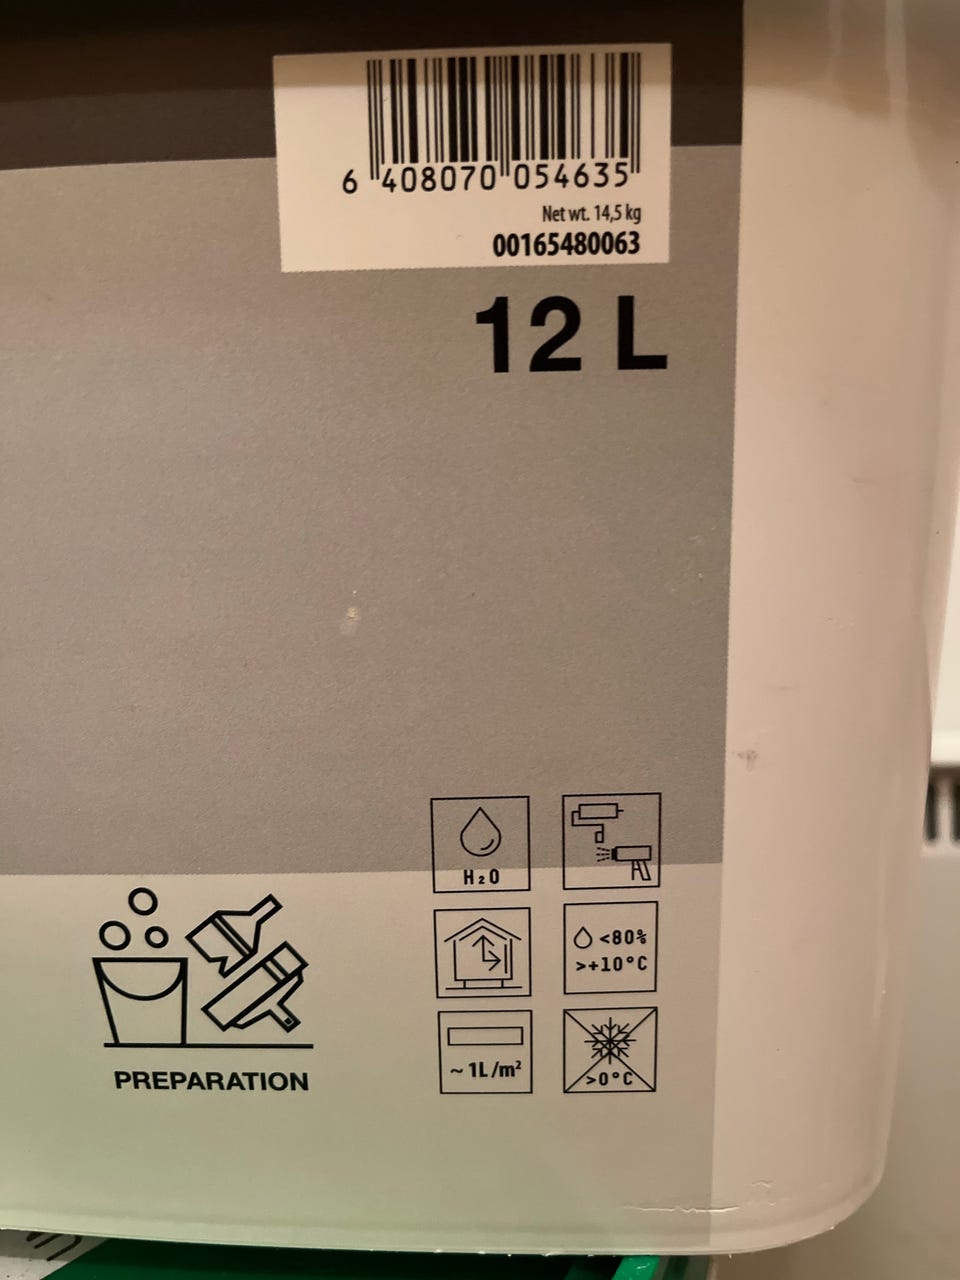 6 408070 054635
Net wt. 14,5 kg
00165480063
12 L
H₂O
<80%
>+10°C
~ 1L/m²
>0°C
PREPARATION